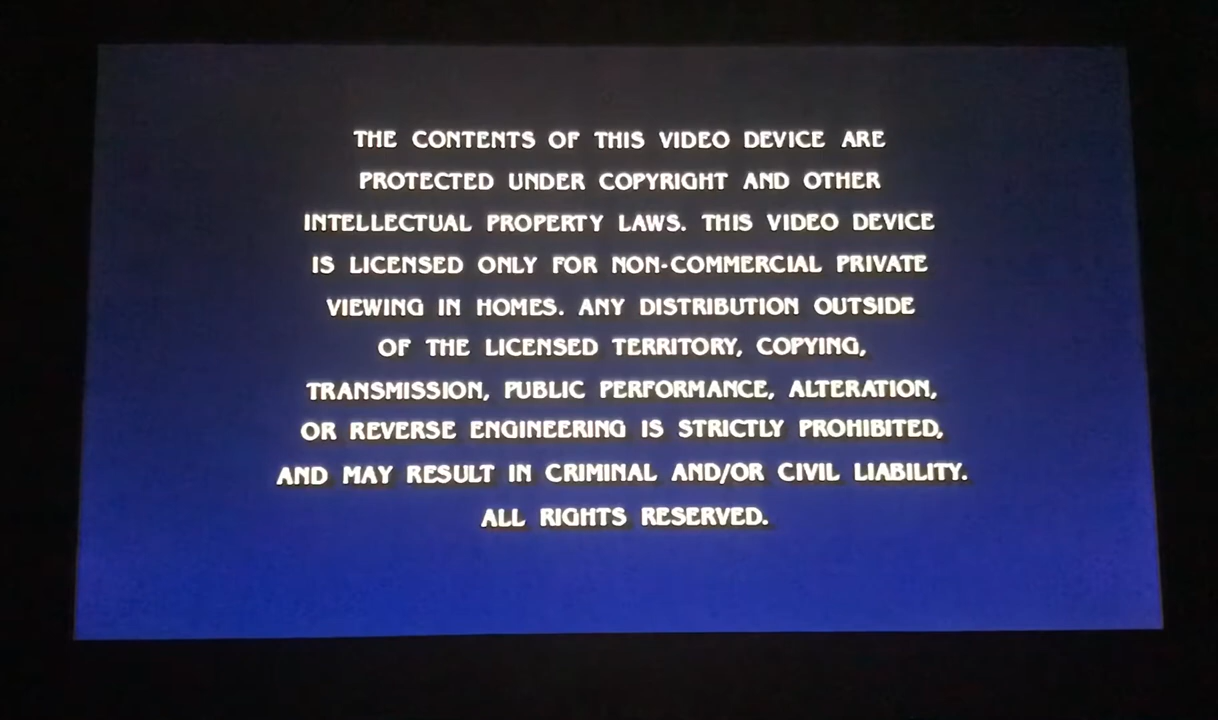 THE CONTENTS OF THIS VIDEO DEVICE ARE
PROTECTED UNDER COPYRIGHT AND OTHER
INTELLECTUAL PROPERTY LAWS. THIS VIDEO DEVICE
IS LICENSED ONLY FOR NON-COMMERCIAL PRIVATE
VIEWING IN HOMES. ANY DISTRIBUTION OUTSIDE
OF THE LICENSED TERRITORY, COPYING,
TRANSMISSION, PUBLIC PERFORMANCE, ALTERATION,
OR REVERSE ENGINEERING IS STRICTLY PROHIBITED,
AND MAY RESULT IN CRIMINAL AND/OR CIVIL LIABILITY.
ALL RIGHTS RESERVED.